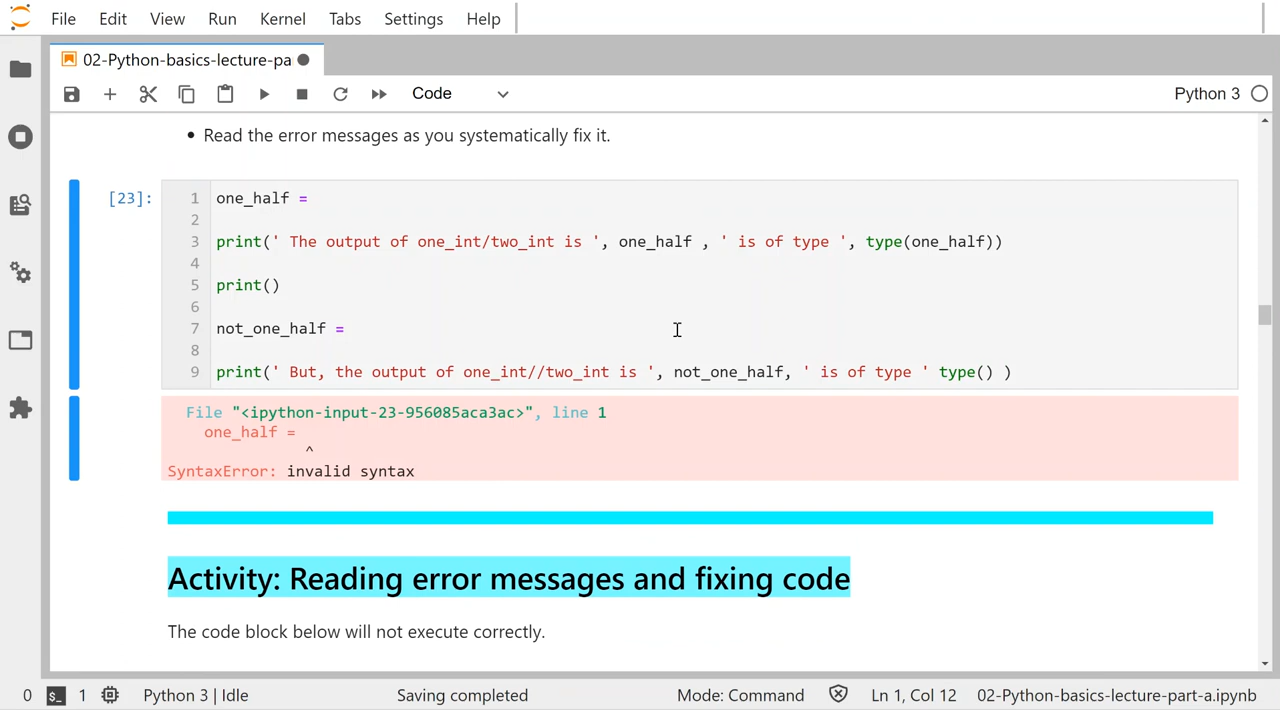 File Edit View Run Kernel Tabs Settings Help
02-Python-basics-lecture-pa
Code
Python 3
• Read the error messages as you systematically fix it.
[23]:
1 one_half =
2
3 print(' The output of one_int/two_int is ', one_half , ' is of type ', type(one_half))
4
5 print()
6
7 not_one_half =
8
9 print(' But, the output of one_int//two_int is ', not_one_half, ' is of type ' type() )
File "<ipython-input-23-956085aca3ac>", line 1
one_half =
^
SyntaxError: invalid syntax
Activity: Reading error messages and fixing code
The code block below will not execute correctly.
0 $_ 1 Python 3 | Idle Saving completed Mode: Command Ln 1, Col 12 02-Python-basics-lecture-part-a.ipynb